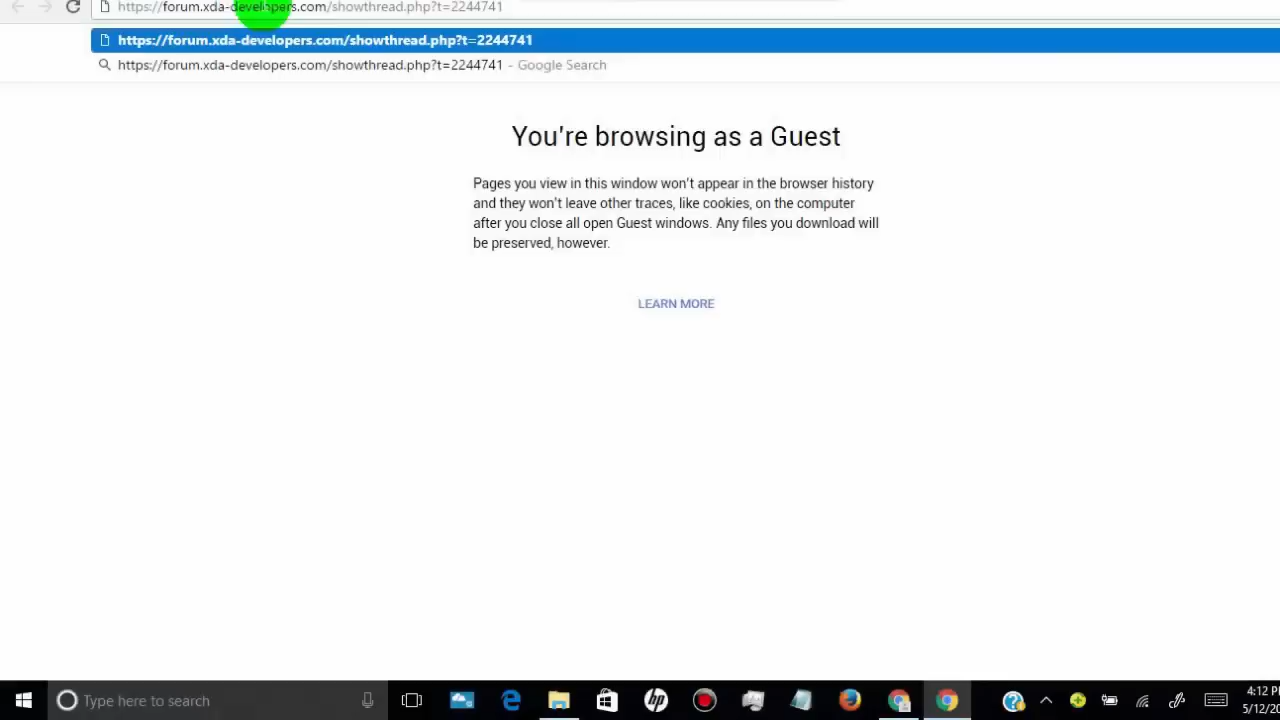 https://forum.xda-developers.com/showthread.php?t=2244741
https://forum.xda-developers.com/showthread.php?t=2244741
https://forum.xda-developers.com/showthread.php?t=2244741 - Google Search
You're browsing as a Guest
Pages you view in this window won't appear in the browser history
and they won't leave other traces, like cookies, on the computer
after you close all open Guest windows. Any files you download will
be preserved, however.
LEARN MORE
Type here to search
hp
4:12 P
5/12/20